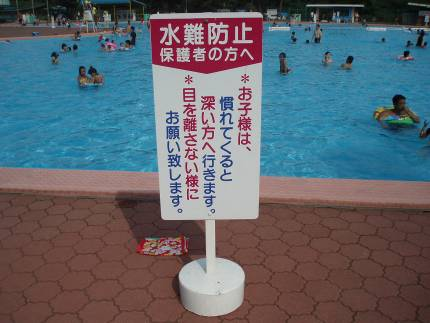 水難防止
保護者の方へ
*お子様は、
慣れてくると
深い方へ行きます。
*目を離さない様に
お願い致します。